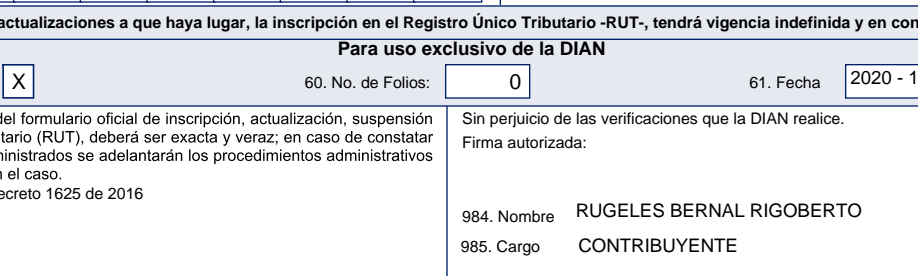 actualizaciones a que haya lugar, la inscripción en el Registro Único Tributario -RUT-, tendrá vigencia indefinida y en con
Para uso exclusivo de la DIAN
X 60. No. de Folios: 0 61. Fecha 2020 - 1
del formulario oficial de inscripción, actualización, suspensión
tario (RUT), deberá ser exacta y veraz; en caso de constatar
ministrados se adelantarán los procedimientos administrativos
n el caso.
ecreto 1625 de 2016
Sin perjuicio de las verificaciones que la DIAN realice.
Firma autorizada:
984. Nombre RUGELES BERNAL RIGOBERTO
985. Cargo CONTRIBUYENTE